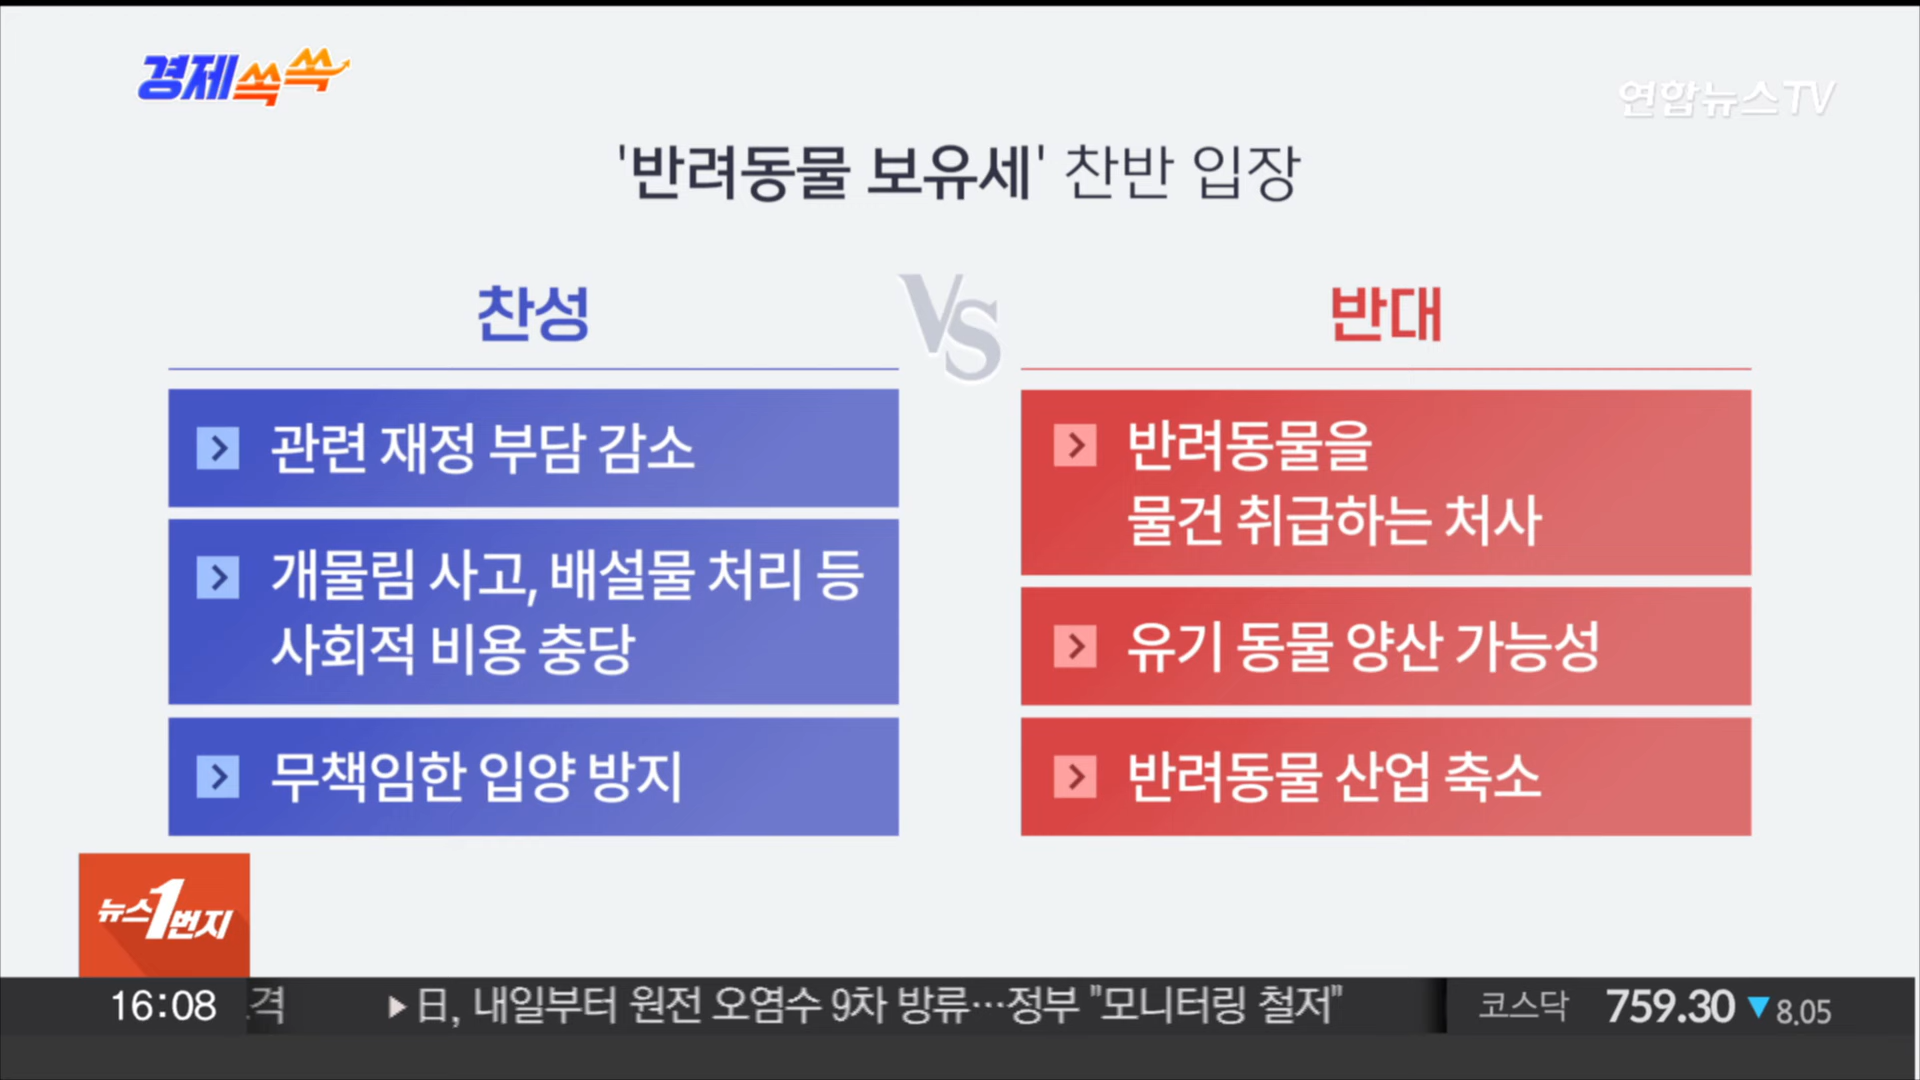 경제쏙쏙
연합뉴스TV
'반려동물 보유세' 찬반 입장
찬성
VS
반대
관련 재정 부담 감소
개물림 사고, 배설물 처리 등
사회적 비용 충당
무책임한 입양 방지
반려동물을
물건 취급하는 처사
유기 동물 양산 가능성
반려동물 산업 축소
뉴스1번지
16:08 격 ▶日, 내일부터 원전 오염수 9차 방류…정부 "모니터링 철저" 코스닥 759.30 ▼8.05